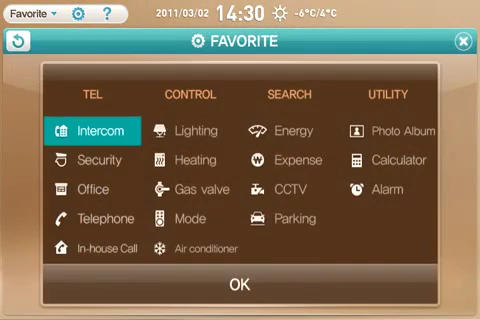 Favorite ? 2011/03/02 14:30 -6°C/4°C
FAVORITE
TEL CONTROL SEARCH UTILITY
Intercom Lighting Energy Photo Album
Security Heating Expense Calculator
Office Gas valve CCTV Alarm
Telephone Mode Parking
In-house Call Air conditioner
OK